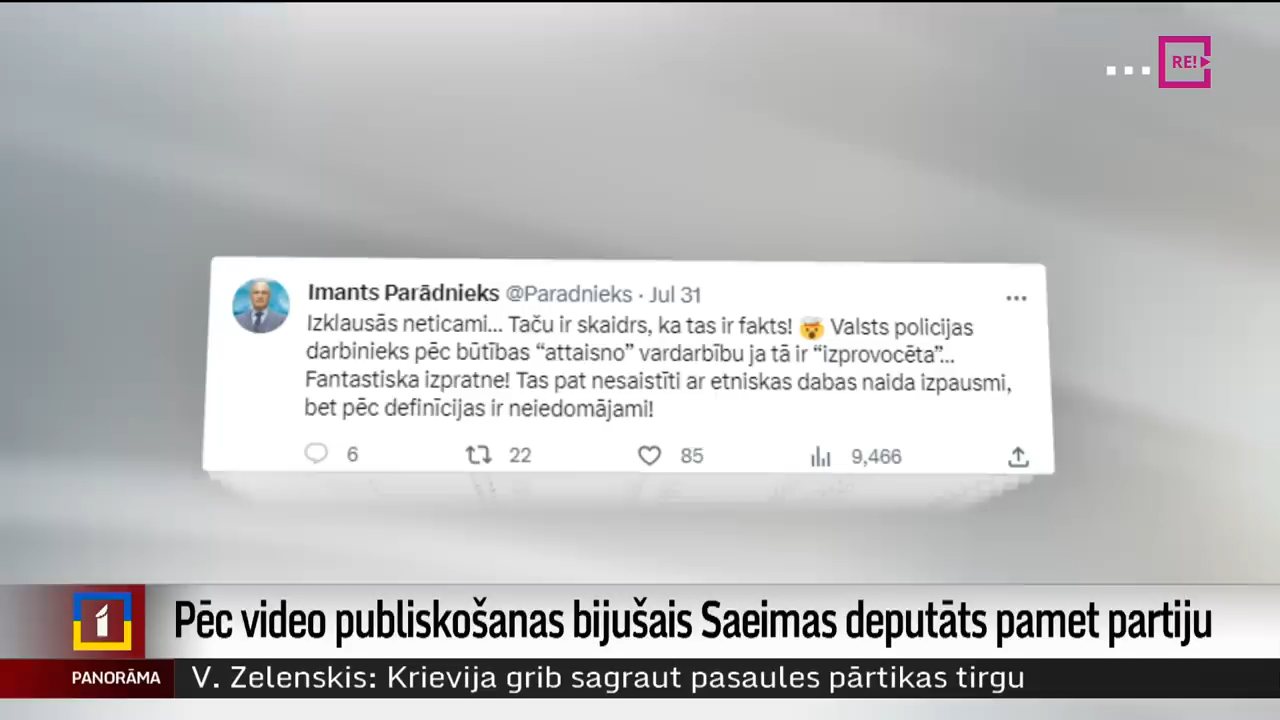 RE!
Imants Parādnieks @Paradnieks · Jul 31
Izklausās neticami... Taču ir skaidrs, ka tas ir fakts! 🤯 Valsts policijas
darbinieks pēc būtības “attaisno” vardarbību ja tā ir “izprovocēta”...
Fantastiska izpratne! Tas pat nesaistīti ar etniskas dabas naida izpausmi,
bet pēc definīcijas ir neiedomājami!
6 22 85 9,466
1 Pēc video publiskošanas bijušais Saeimas deputāts pamet partiju
PANORĀMA V. Zelenskis: Krievija grib sagraut pasaules pārtikas tirgu